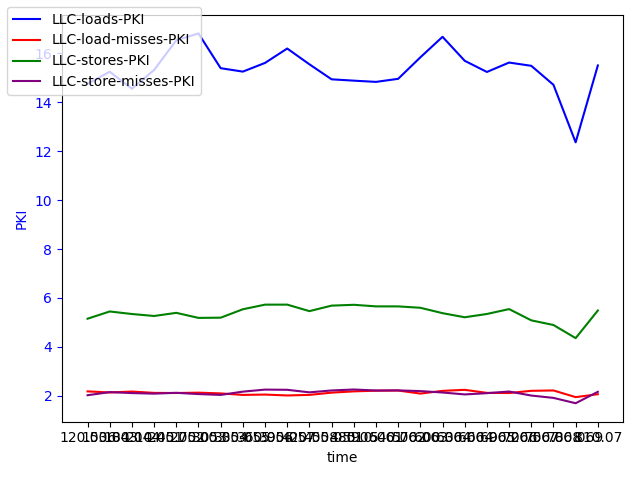 LLC-loads-PKI
LLC-load-misses-PKI
LLC-stores-PKI
LLC-store-misses-PKI
16
14
12
10
8
6
4
2
PKI
time